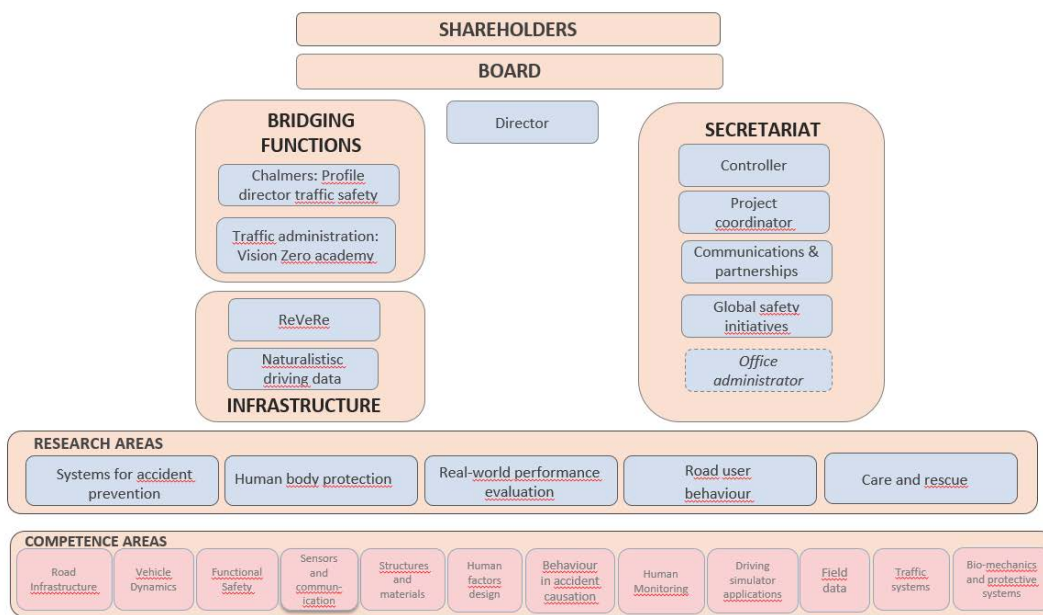 SHAREHOLDERS
BOARD
BRIDGING
FUNCTIONS
Chalmers: Profile
director traffic safety
Traffic administration:
Vision Zero academy
Director
SECRETARIAT
Controller
Project
coordinator
Communications &
partnerships
Global safety
initiatives
Office
administrator
ReVeRe
Naturalistisc
driving data
INFRASTRUCTURE
RESEARCH AREAS
Systems for accident
prevention
Human body protection
Real-world performance
evaluation
Road user
behaviour
Care and rescue
COMPETENCE AREAS
Road
Infrastructure
Vehicle
Dynamics
Functional
Safety
Sensors
and
commun-
ication
Structures
and
materials
Human
factors
design
Behaviour
in accident
causation
Human
Monitoring
Driving
simulator
applications
Field
data
Traffic
systems
Bio-mechanics
and protective
systems